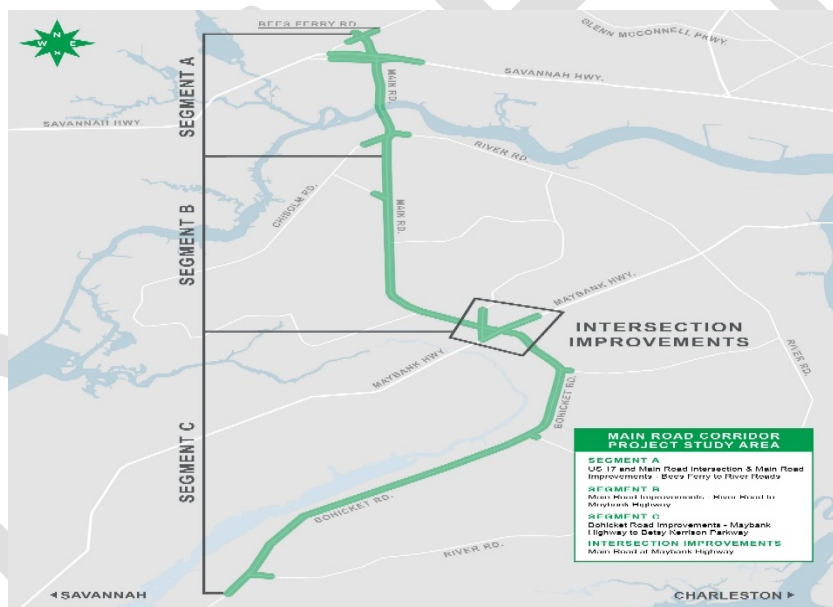 BEES FERRY RD.
GLENN MCCONNELL PKWY.
N
W E
SEGMENT A
MAIN RD.
SAVANNAH HWY.
SAVANNAH HWY.
RIVER RD.
CHISOLM RD.
SEGMENT B
MAIN RD.
MAYBANK HWY.
INTERSECTION
IMPROVEMENTS
RIVER RD.
MAYBANK HWY.
BOHICKET RD.
SEGMENT C
MAIN ROAD CORRIDOR
PROJECT STUDY AREA
SEGMENT A
US 17 and Main Road Intersection & Main Road
Improvements - Bees Ferry to River Roads
SEGMENT B
Main Road Improvements - River Road to
Maybank Highway
SEGMENT C
Bohicket Road Improvements - Maybank
Highway to Betsy Kerrison Parkway
INTERSECTION IMPROVEMENTS
Main Road at Maybank Highway
BOHICKET RD.
RIVER RD.
◄SAVANNAH
CHARLESTON►